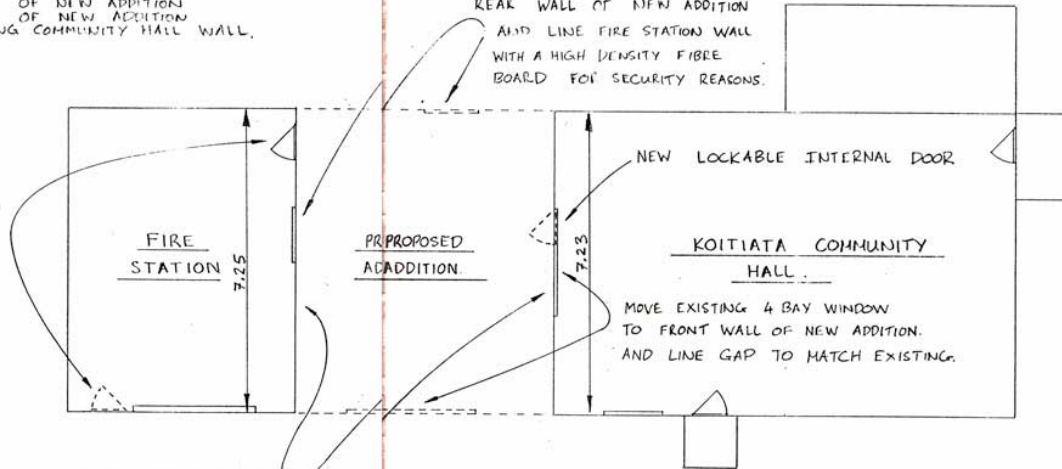 OF NEW ADDITION
OF NEW ADDITION
COMMUNITY HALL WALL.
REAR WALL OF NEW ADDITION
AND LINE FIRE STATION WALL
WITH A HIGH DENSITY FIBRE
BOARD FOR SECURITY REASONS.
NEW LOCKABLE INTERNAL DOOR
FIRE
STATION
7.25
PRPROPOSED
ADADDITION.
7.23
KOITIATA COMMUNITY
HALL.
MOVE EXISTING 4 BAY WINDOW
TO FRONT WALL OF NEW ADDITION.
AND LINE GAP TO MATCH EXISTING.